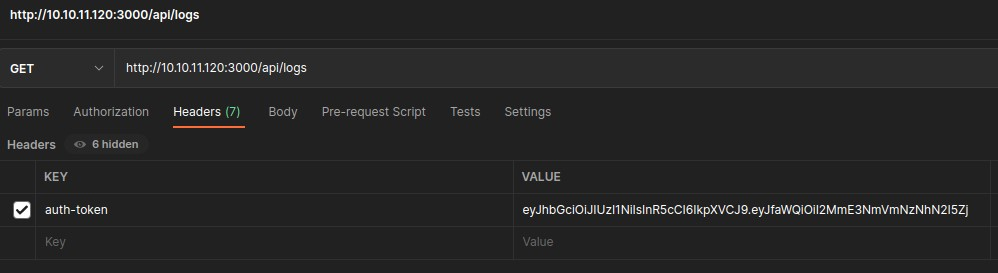 http://10.10.11.120:3000/api/logs
GET http://10.10.11.120:3000/api/logs
Params Authorization Headers (7) Body Pre-request Script Tests Settings
Headers 6 hidden
KEY VALUE
auth-token eyJhbGciOiJIUzI1NiIsInR5cCI6IkpXVCJ9.eyJfaWQiOiI2MmE3NmVmNzNhN2I5Zj
Key Value